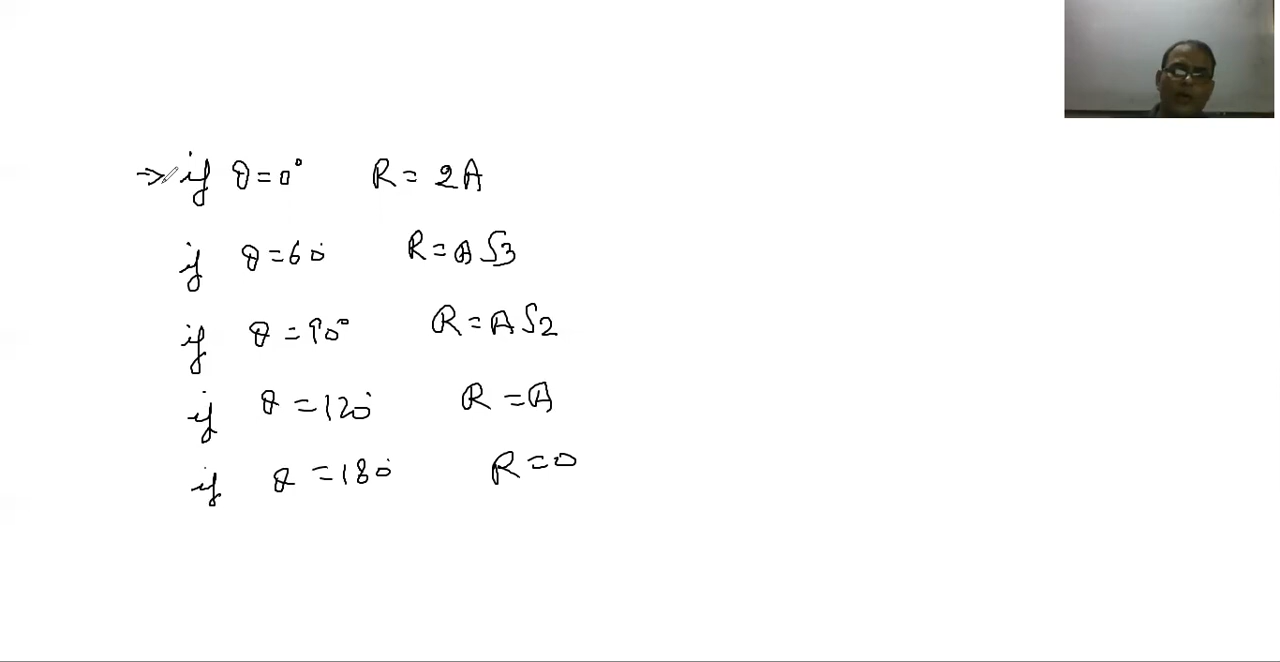 ⇒ if θ=0° R= 2A
if θ=60° R=A√3
if θ=90° R=A√2
if θ=120° R=A
if θ=180° R=0